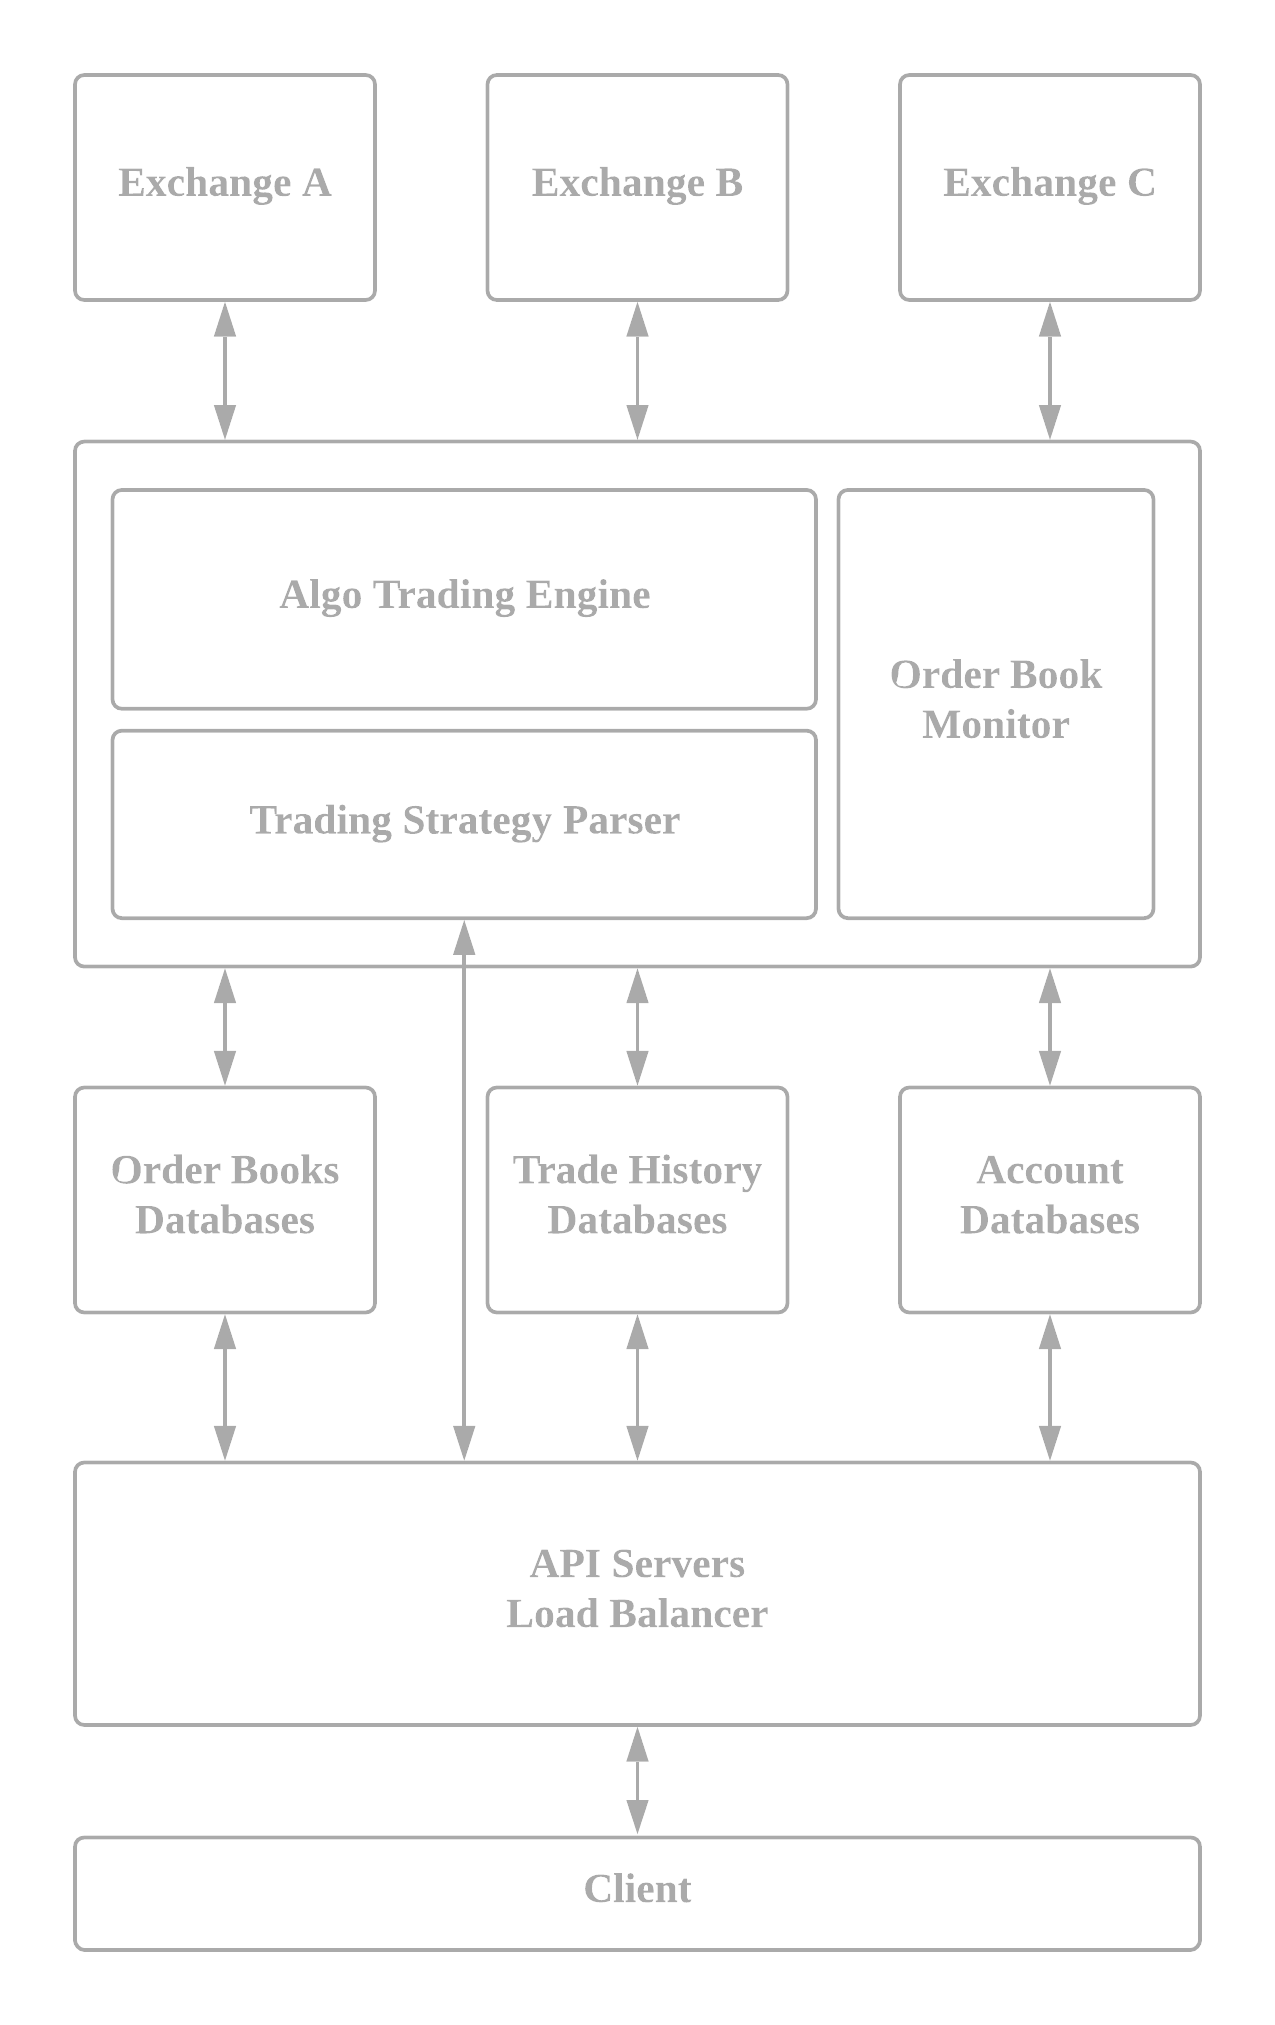 Exchange A
Exchange B
Exchange C
Algo Trading Engine
Order Book
Monitor
Trading Strategy Parser
Order Books
Databases
Trade History
Databases
Account
Databases
API Servers
Load Balancer
Client